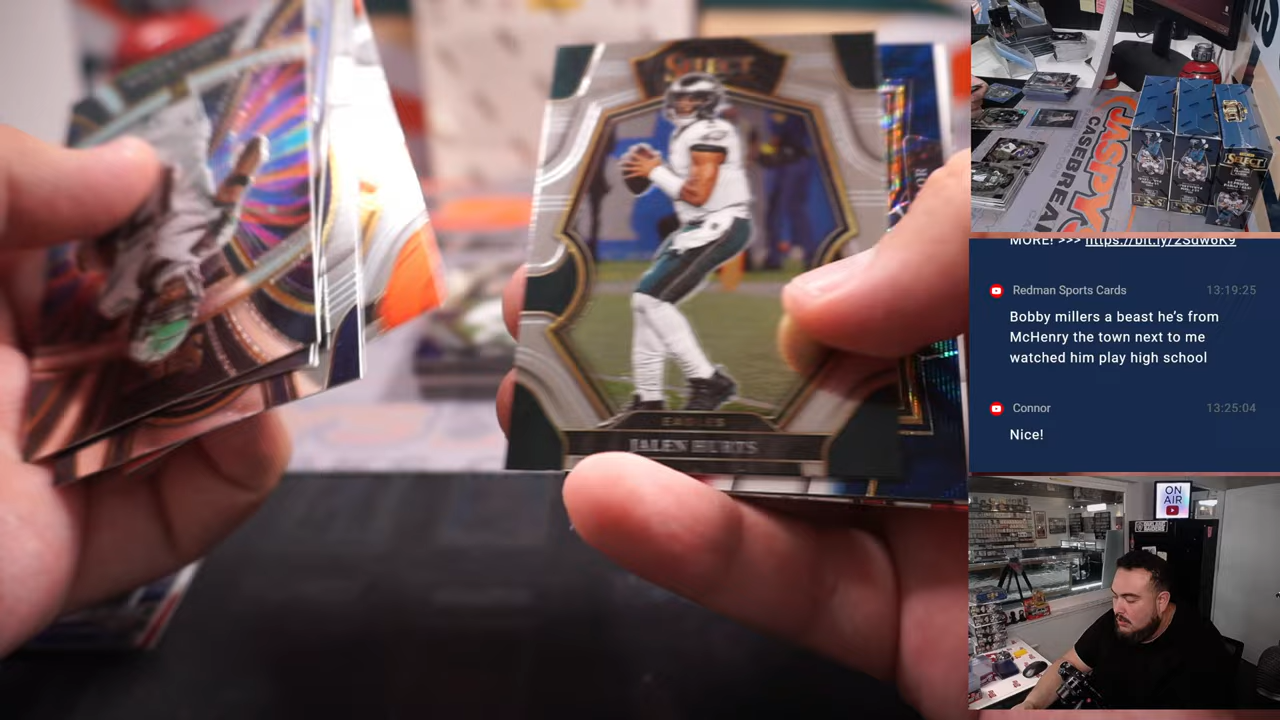 SELECT
EAGLES
JALEN HURTS
JASPYS
CASEBREAK
SELECT
MORE! >>> https://bit.ly/2Sdw6K9
Redman Sports Cards 13:19:25
Bobby millers a beast he's from
McHenry the town next to me
watched him play high school
Connor 13:25:04
Nice!
ON
AIR